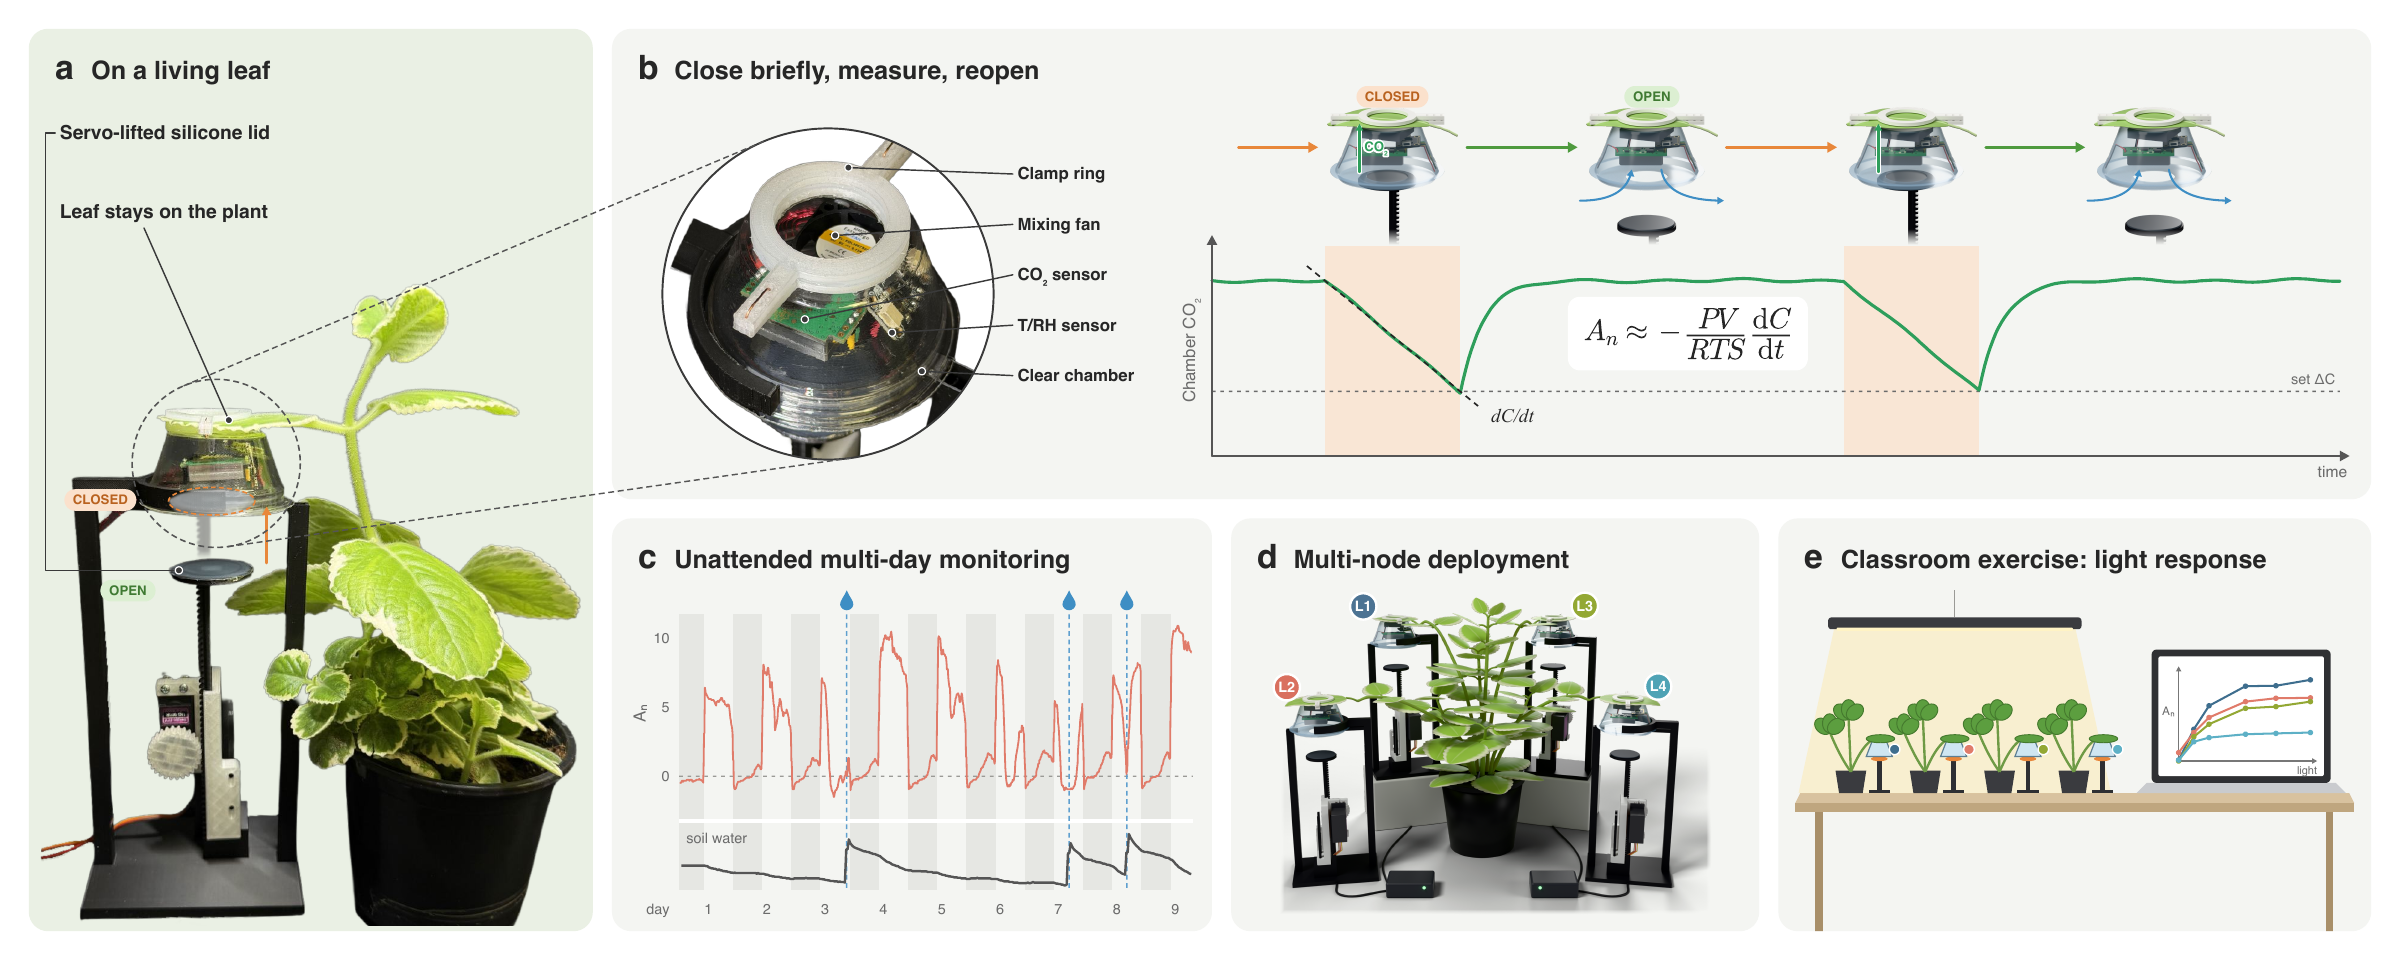 a On a living leaf
Servo-lifted silicone lid
Leaf stays on the plant
CLOSED
OPEN
b Close briefly, measure, reopen
Clamp ring
Mixing fan
CO₂ sensor
T/RH sensor
Clear chamber
CLOSED
OPEN
CO₂
Chamber CO₂
Aₙ ≈ − PV/RTS dC/dt
set ΔC
dC/dt
time
c Unattended multi-day monitoring
10
5
0
Aₙ
soil water
day 1 2 3 4 5 6 7 8 9
d Multi-node deployment
L1
L3
L2
L4
e Classroom exercise: light response
Aₙ
light